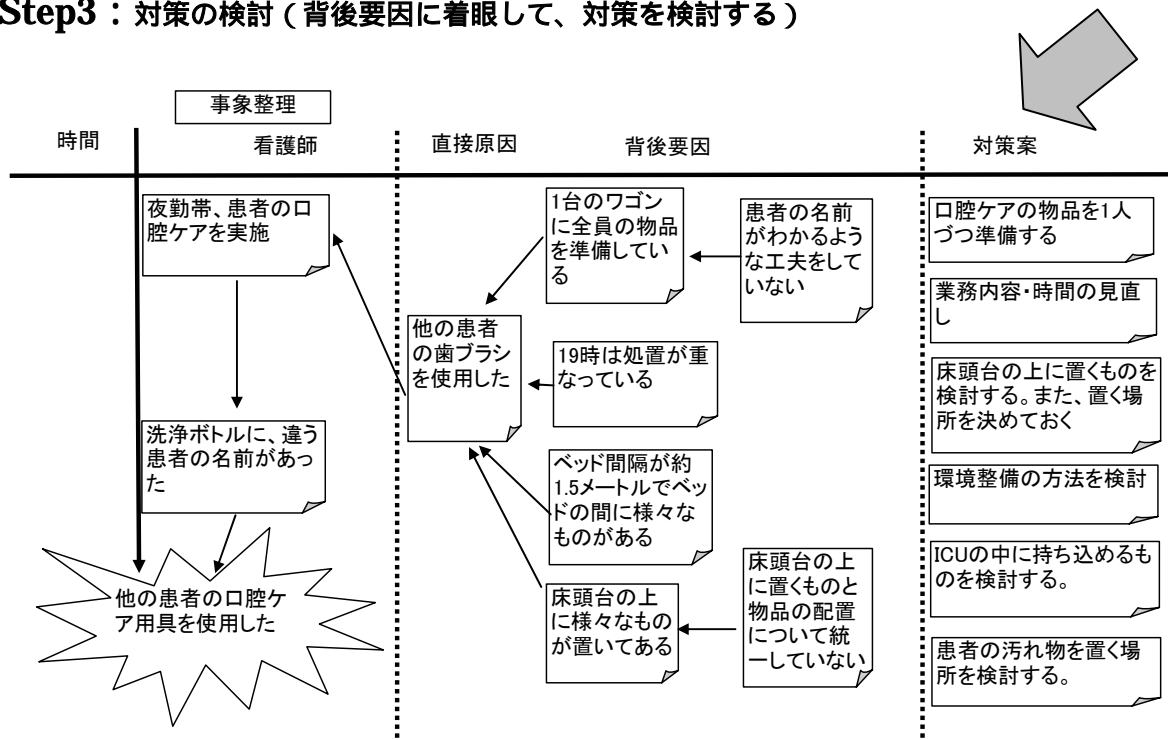 Step3：対策の検討（背後要因に着眼して、対策を検討する）
事象整理
時間
看護師
直接原因
背後要因
対策案
夜勤帯、患者の口
腔ケアを実施
洗浄ボトルに、違う
患者の名前があっ
た
他の患者の口腔ケ
ア用具を使用した
他の患者
の歯ブラシ
を使用した
1台のワゴン
に全員の物品
を準備してい
る
患者の名前
がわかるよう
な工夫をして
いない
19時は処置が重
なっている
ベッド間隔が約
1.5メートルでベッ
ドの間に様々な
ものがある
床頭台の上
に様々なもの
が置いてある
床頭台の上
に置くものと
物品の配置
について統
一していない
口腔ケアの物品を1人
づつ準備する
業務内容・時間の見直
し
床頭台の上に置くものを
検討する。また、置く場
所を決めておく
環境整備の方法を検討
ICUの中に持ち込めるも
のを検討する。
患者の汚れ物を置く場
所を検討する。